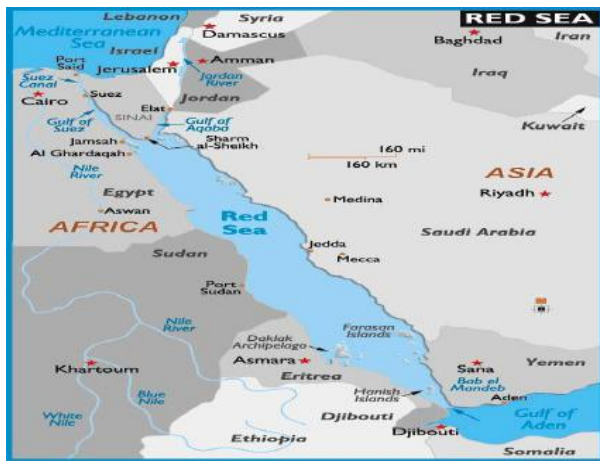 RED SEA
Lebanon
Syria
Mediterranean
Sea
Damascus
Baghdad
Iran
Israel
Port
Said
Amman
Jerusalem
Iraq
Suez
Canal
Jordan
River
Cairo
Suez
Elat
Jordan
Gulf of
Suez
SINAI
Gulf of
Aqaba
Kuwait
Jamsah
Sharm
al-Sheikh
Al Ghardaqah
160 mi
160 km
ASIA
Nile
River
Riyadh
Egypt
Medina
Aswan
AFRICA
Red
Sea
Saudi Arabia
Jedda
Mecca
Sudan
Port
Sudan
Nile
River
Farasan
Islands
Dahlak
Archipelago
Asmara
Khartoum
Sana
Yemen
Eritrea
Bab el
Mandeb
Hanish
Islands
Aden
Blue
Nile
White
Nile
Gulf of
Aden
Djibouti
Djibouti
Ethiopia
Somalia